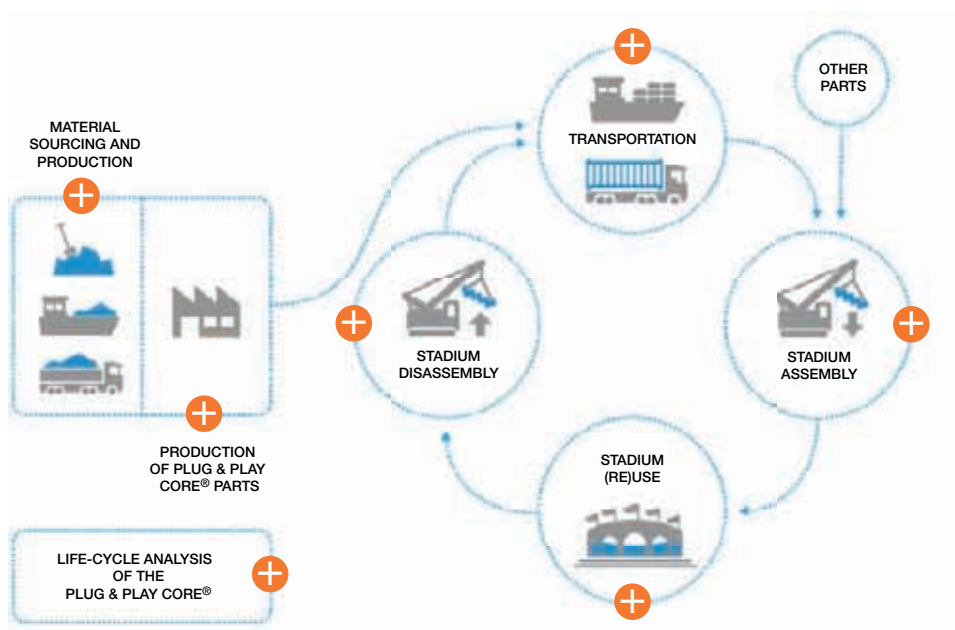 MATERIAL
SOURCING AND
PRODUCTION
PRODUCTION
OF PLUG & PLAY
CORE® PARTS
LIFE-CYCLE ANALYSIS
OF THE
PLUG & PLAY CORE®
TRANSPORTATION
OTHER
PARTS
STADIUM
DISASSEMBLY
STADIUM
ASSEMBLY
STADIUM
(RE)USE